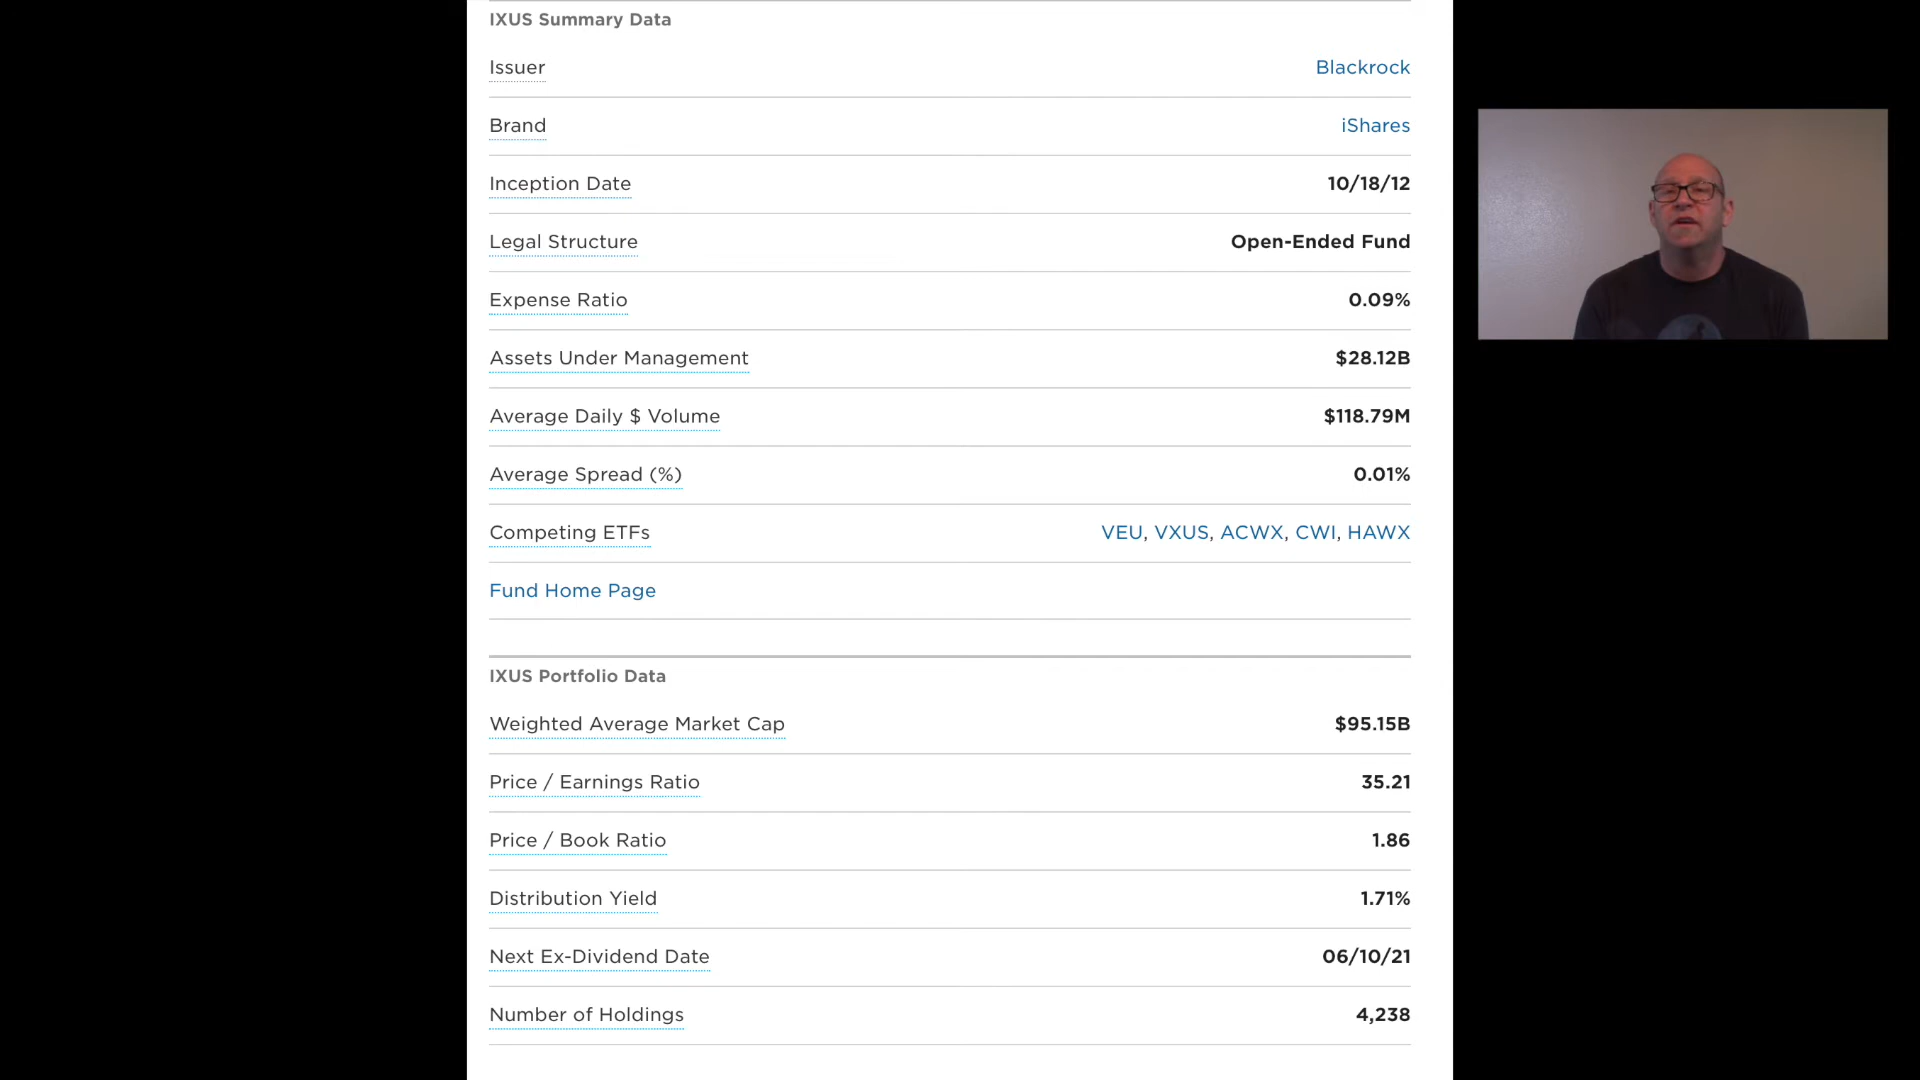 IXUS Summary Data
Issuer Blackrock
Brand iShares
Inception Date 10/18/12
Legal Structure Open-Ended Fund
Expense Ratio 0.09%
Assets Under Management $28.12B
Average Daily $ Volume $118.79M
Average Spread (%) 0.01%
Competing ETFs VEU, VXUS, ACWX, CWI, HAWX
Fund Home Page
IXUS Portfolio Data
Weighted Average Market Cap $95.15B
Price / Earnings Ratio 35.21
Price / Book Ratio 1.86
Distribution Yield 1.71%
Next Ex-Dividend Date 06/10/21
Number of Holdings 4,238